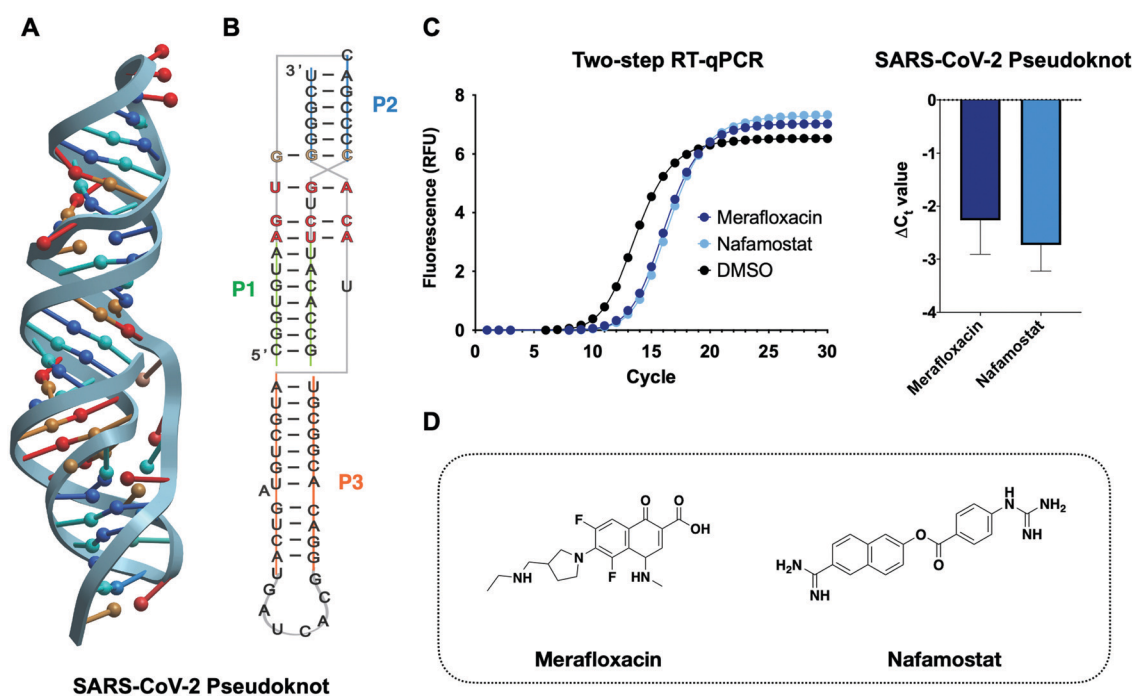 A
B
C
D
SARS-CoV-2 Pseudoknot
C
3' U A
C G
G C
G C
G C
G G C
P2
U G A
U
G C C
A U A
A U
U A
G C
U
U A
G C
G C
5' C G
P1
A U
U G
G C
C G
U G
G C
U A
A
G C
U A
C G
A G
U G
G C
A A
U C
P3
Two-step RT-qPCR
Fluorescence (RFU)
8
6
4
2
0
0 5 10 15 20 25 30
Cycle
Merafloxacin
Nafamostat
DMSO
SARS-CoV-2 Pseudoknot
ΔCt value
0
-1
-2
-3
-4
Merafloxacin
Nafamostat
O
O
OH
F
F
N
NH
HN
Merafloxacin
H2N
NH
O
O
H
N
NH2
NH
Nafamostat